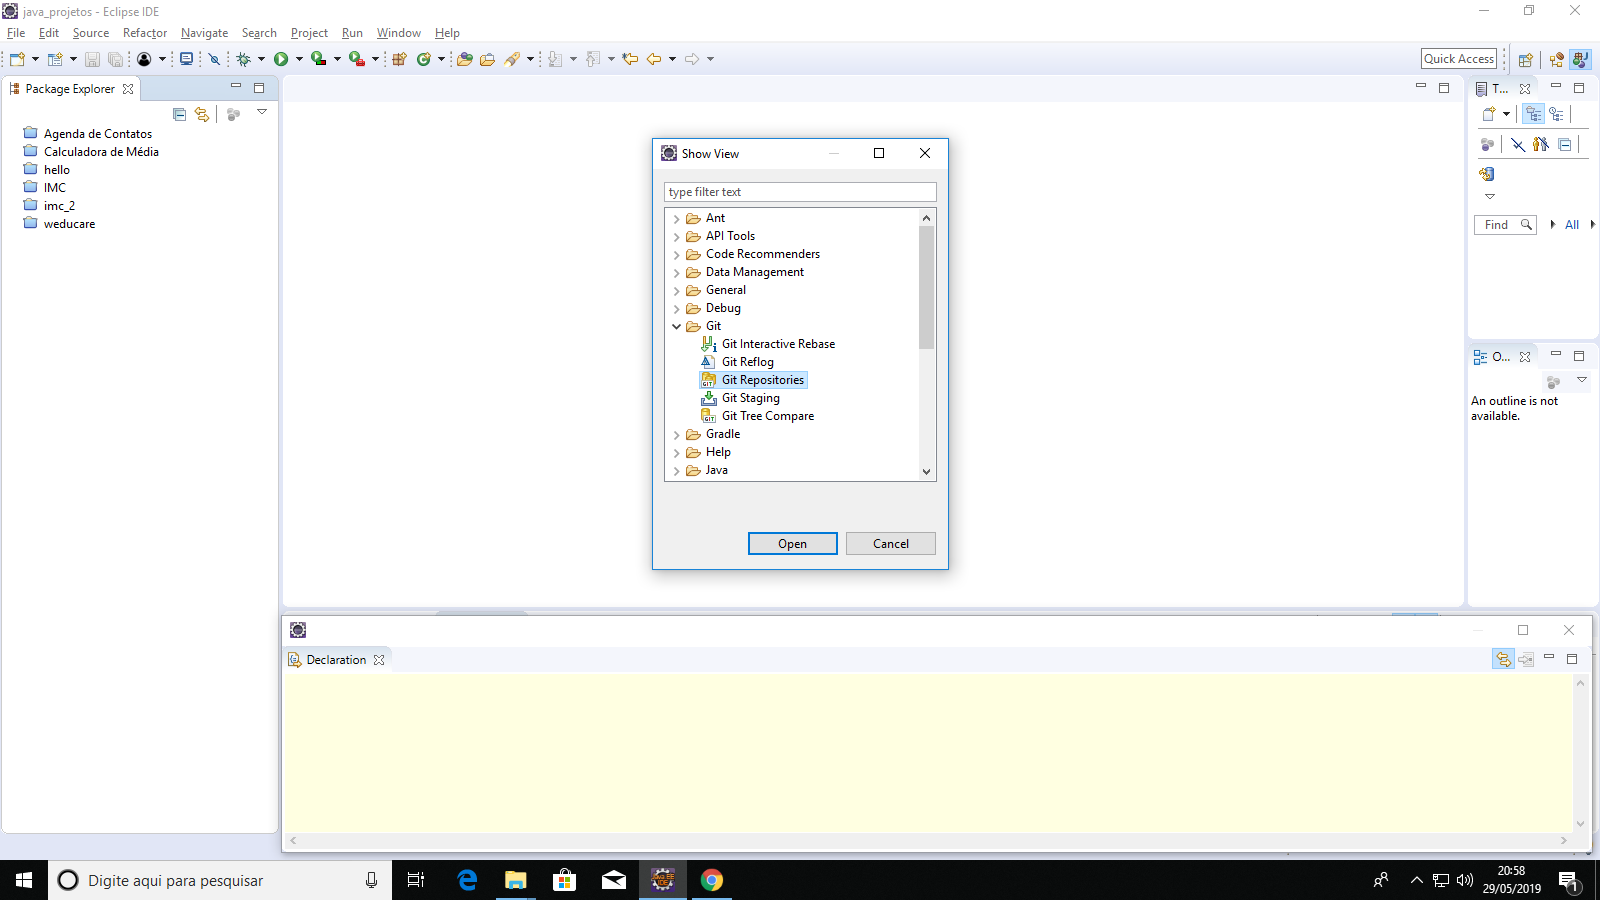 java_projetos - Eclipse IDE
File Edit Source Refactor Navigate Search Project Run Window Help
Quick Access
Package Explorer
Agenda de Contatos
Calculadora de Média
hello
IMC
imc_2
weducare
Show View
type filter text
Ant
API Tools
Code Recommenders
Data Management
General
Debug
Git
Git Interactive Rebase
Git Reflog
Git Repositories
Git Staging
Git Tree Compare
Gradle
Help
Java
Open Cancel
T...
Find All
O...
An outline is not
available.
Declaration
Digite aqui para pesquisar
20:58
29/05/2019
1